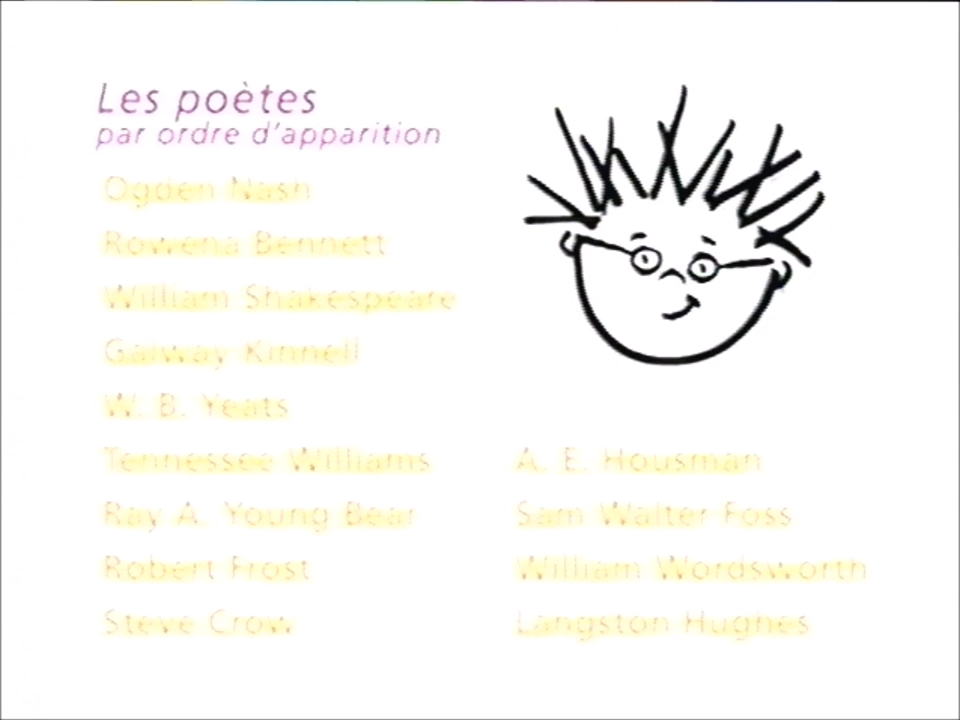 Les poètes
par ordre d'apparition
Ogden Nash
Rowena Bennett
William Shakespeare
Galway Kinnell
W. B. Yeats
Tennessee Williams
Ray A. Young Bear
Robert Frost
Steve Crow
A. E. Housman
Sam Walter Foss
William Wordsworth
Langston Hughes